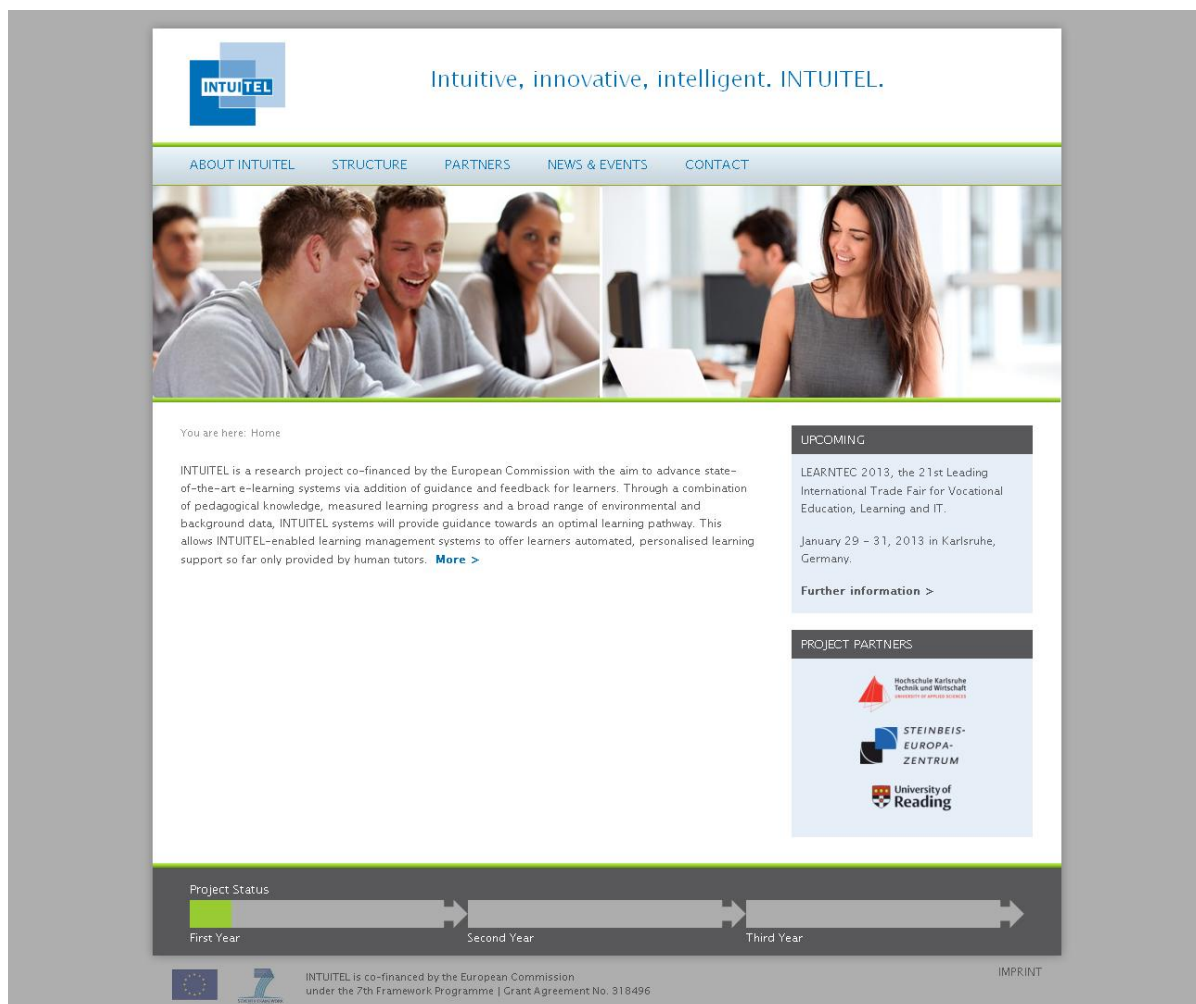 INTUITEL
Intuitive, innovative, intelligent. INTUITEL.
ABOUT INTUITEL STRUCTURE PARTNERS NEWS & EVENTS CONTACT
You are here: Home
INTUITEL is a research project co-financed by the European Commission with the aim to advance state-
of-the-art e-learning systems via addition of guidance and feedback for learners. Through a combination
of pedagogical knowledge, measured learning progress and a broad range of environmental and
background data, INTUITEL systems will provide guidance towards an optimal learning pathway. This
allows INTUITEL-enabled learning management systems to offer learners automated, personalised learning
support so far only provided by human tutors. More >
UPCOMING
LEARNTEC 2013, the 21st Leading
International Trade Fair for Vocational
Education, Learning and IT.
January 29 - 31, 2013 in Karlsruhe,
Germany.
Further information >
PROJECT PARTNERS
Hochschule Karlsruhe
Technik und Wirtschaft
UNIVERSITY OF APPLIED SCIENCES
STEINBEIS-
EUROPA-
ZENTRUM
University of
Reading
Project Status
First Year Second Year Third Year
SEVENTH FRAMEWORK
INTUITEL is co-financed by the European Commission
under the 7th Framework Programme | Grant Agreement No. 318496
IMPRINT